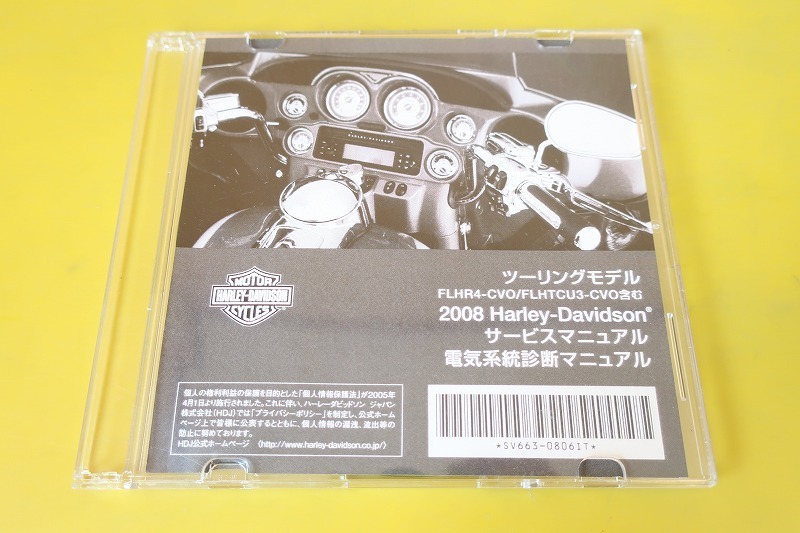 HARLEY-DAVIDSON
ツーリングモデル
FLHR4-CVO/FLHTCU3-CVO含む
2008 Harley-Davidson®
サービスマニュアル
電気系統診断マニュアル
MOTOR
HARLEY-DAVIDSON
CYCLES
個人の権利利益の保護を目的とした「個人情報保護法」が2005年
4月1日より施行されました。これに伴い、ハーレーダビッドソン ジャパン
株式会社(HDJ)では「プライバシーポリシー」を制定し、公式ホーム
ページ上で皆様に公表するとともに、個人情報の漏洩、流出等の
防止に努めております。
HDJ公式ホームページ 〈http://www.harley-davidson.co.jp/〉
*SV663-0806IT*